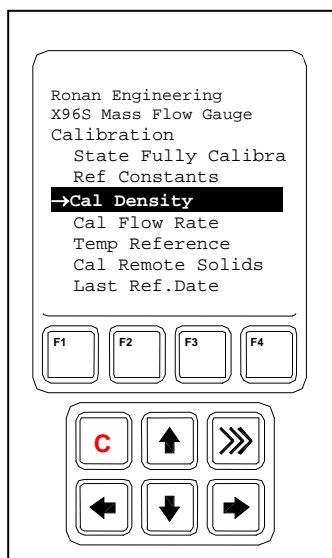 Ronan Engineering
X96S Mass Flow Gauge
Calibration
State Fully Calibra
Ref Constants
→Cal Density
Cal Flow Rate
Temp Reference
Cal Remote Solids
Last Ref.Date
F1 F2 F3 F4
C